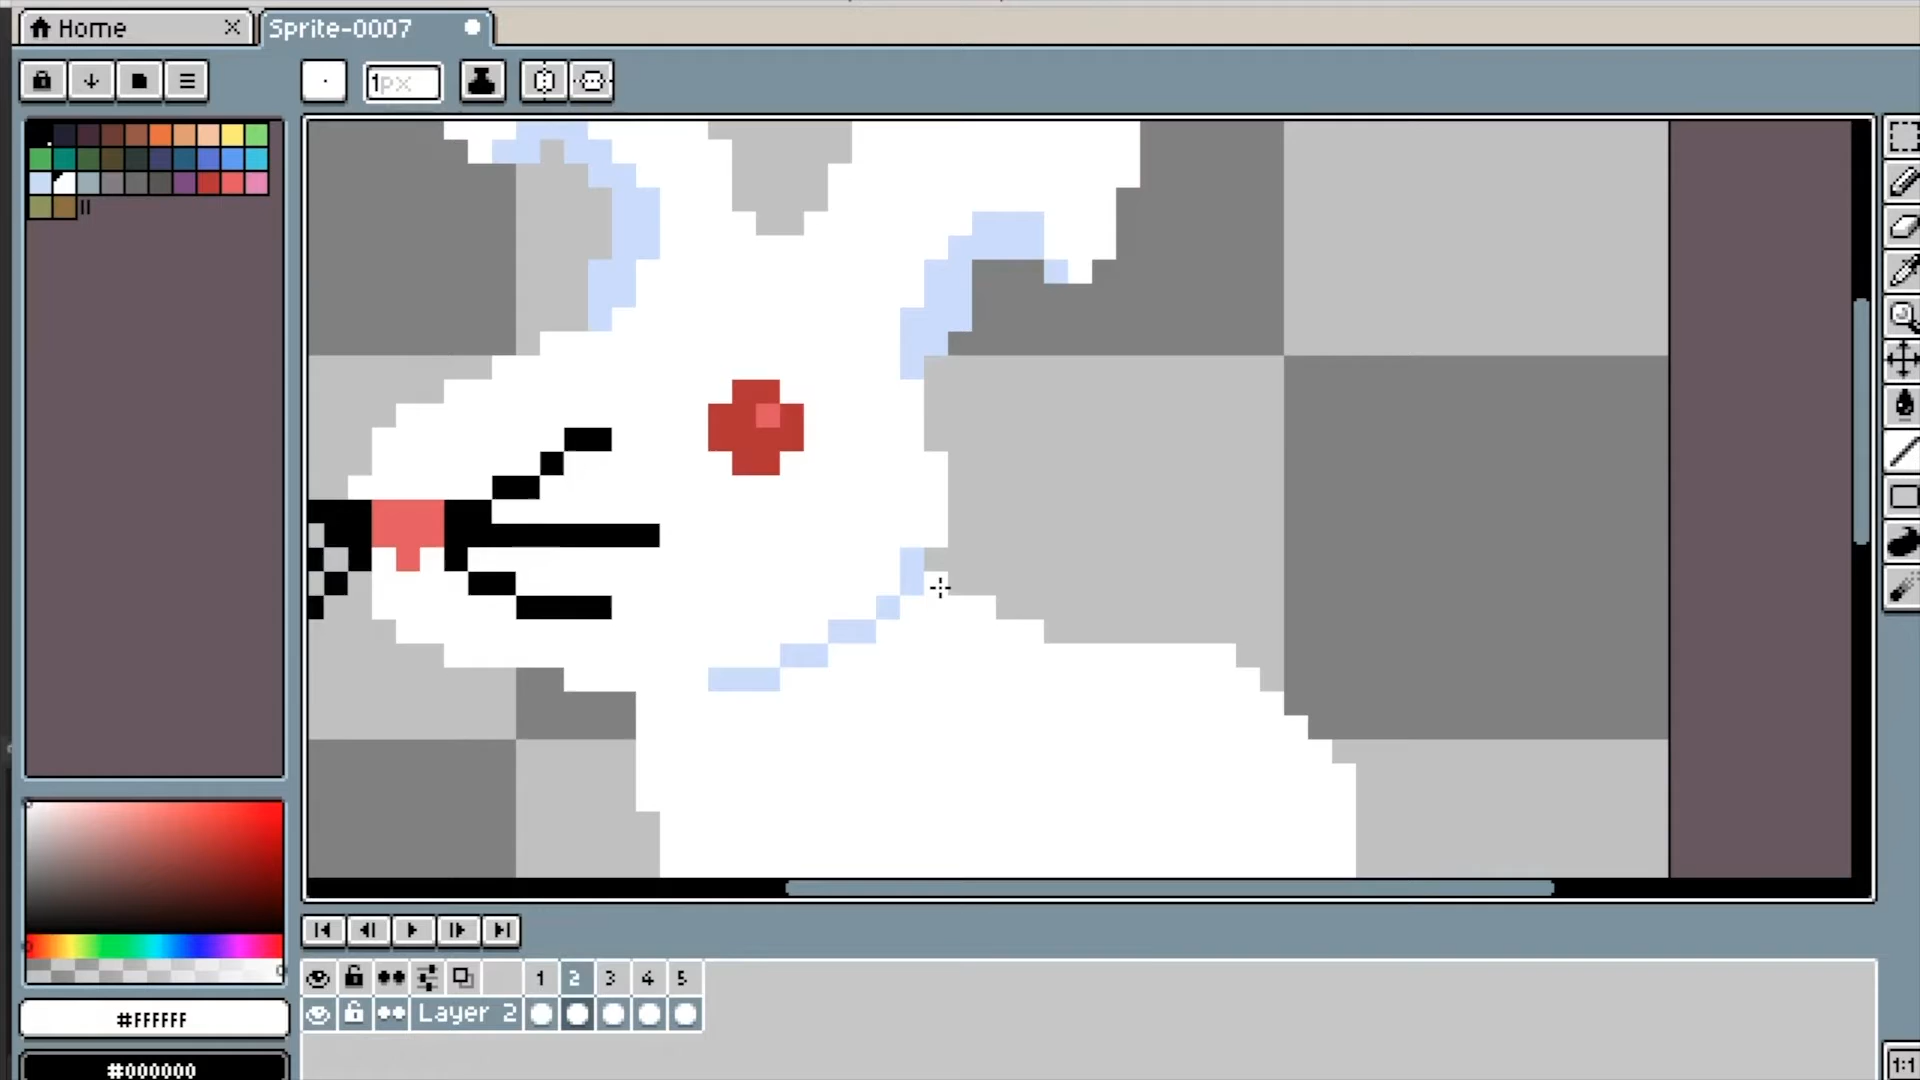 Home
Sprite-0007
1px
#FFFFFF
#000000
1 2 3 4 5
Layer 2
1:1